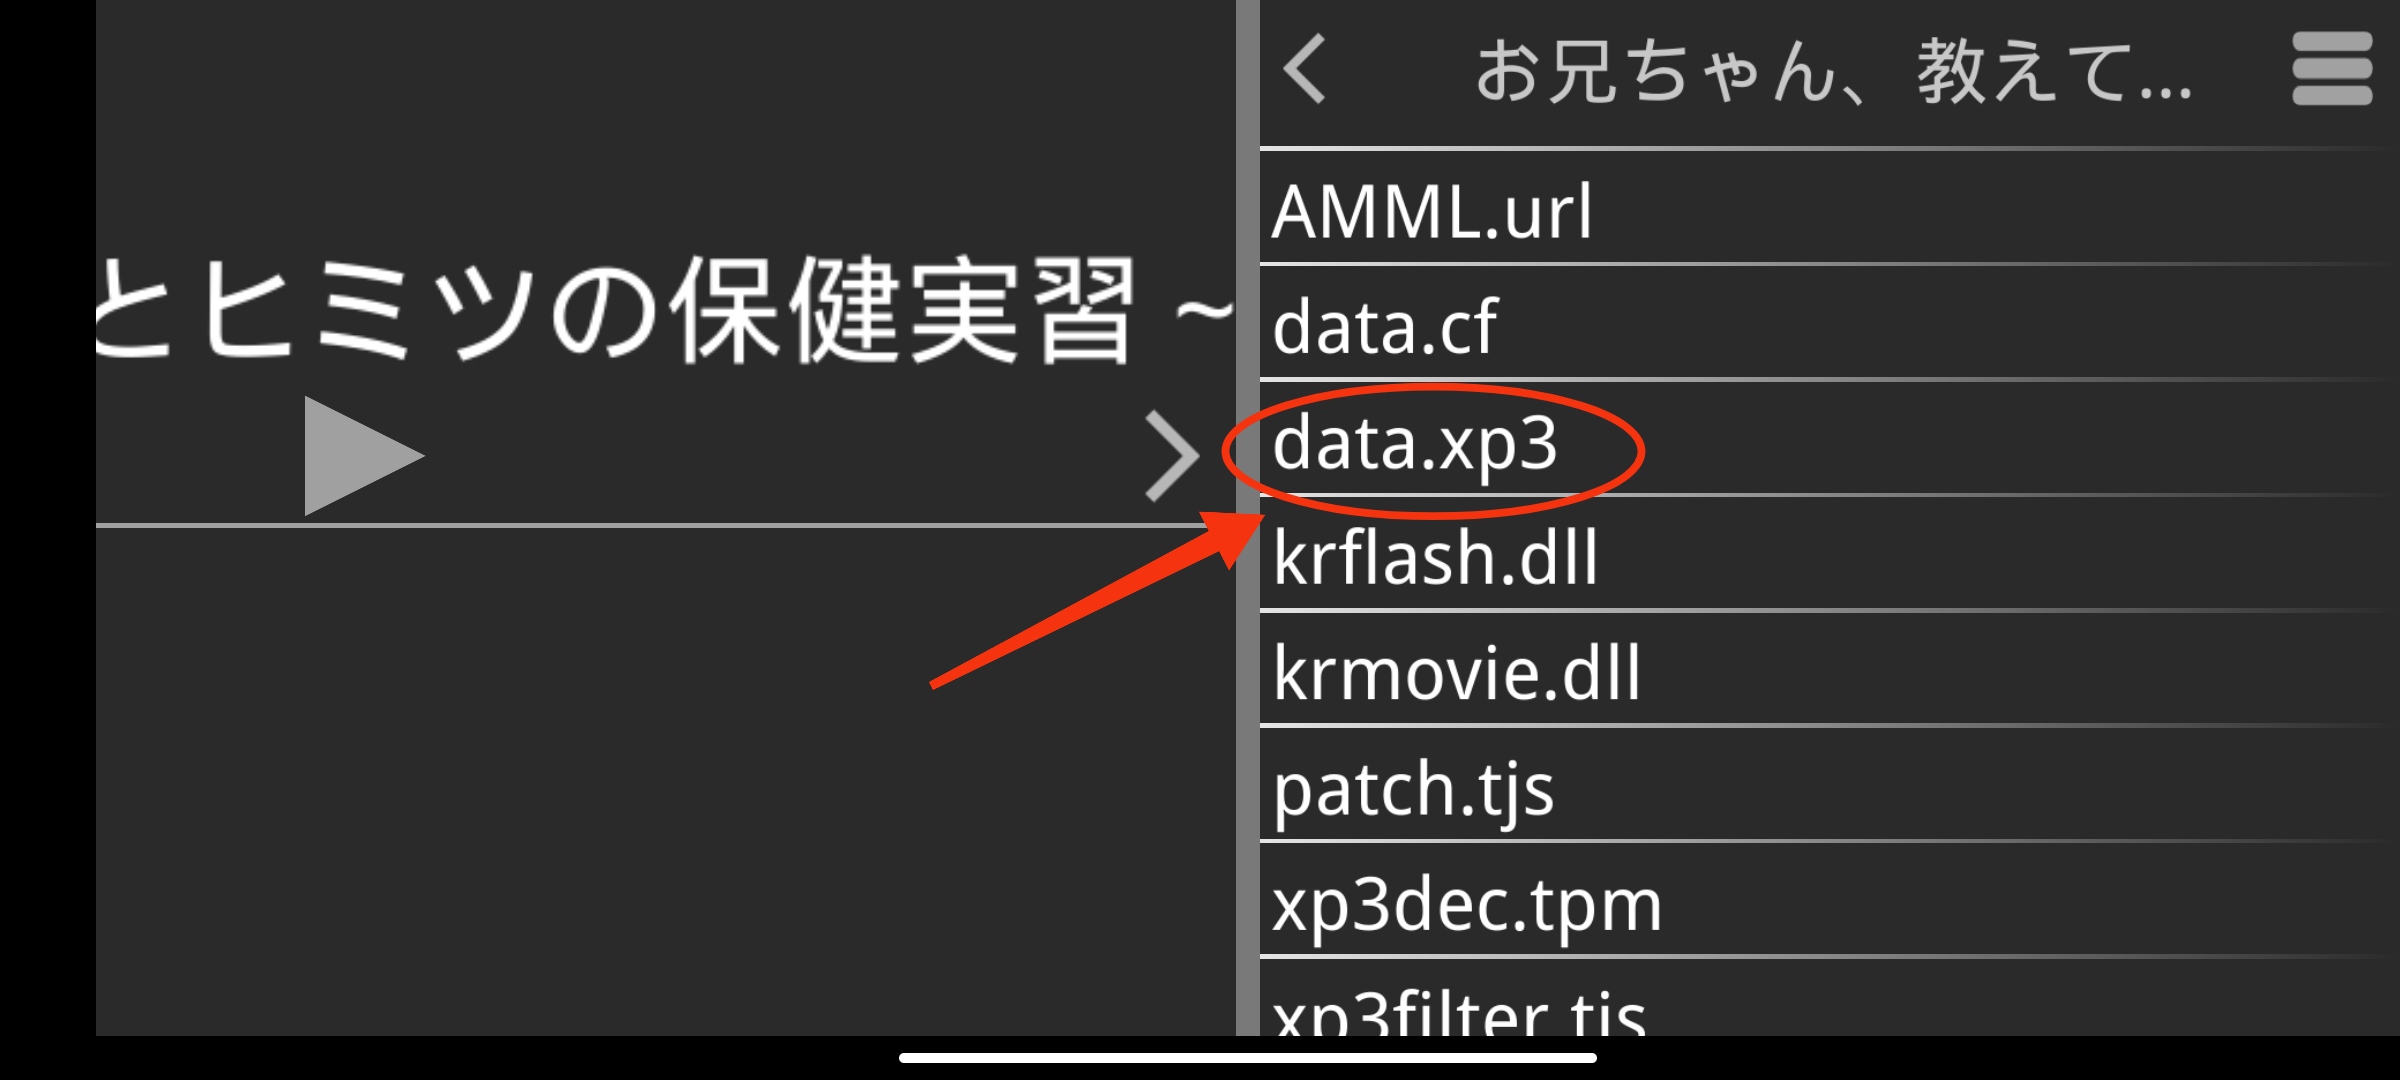 とヒミツの保健実習 ~
お兄ちゃん、教えて...
AMML.url
data.cf
data.xp3
krflash.dll
krmovie.dll
patch.tjs
xp3dec.tpm
xp3filter.tjs